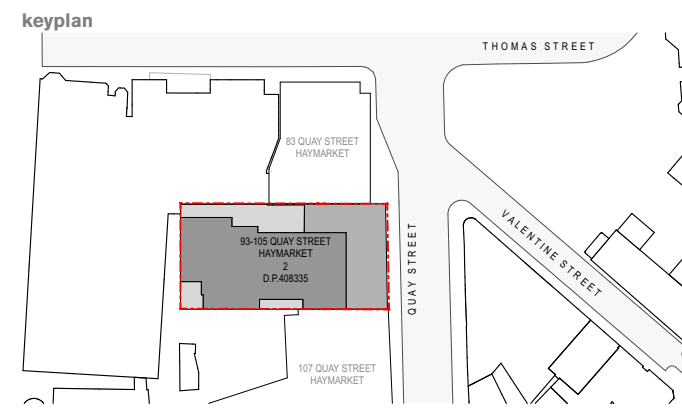 keyplan
THOMAS STREET
83 QUAY STREET
HAYMARKET
93-105 QUAY STREET
HAYMARKET
2
D.P.408335
QUAY STREET
VALENTINE STREET
107 QUAY STREET
HAYMARKET